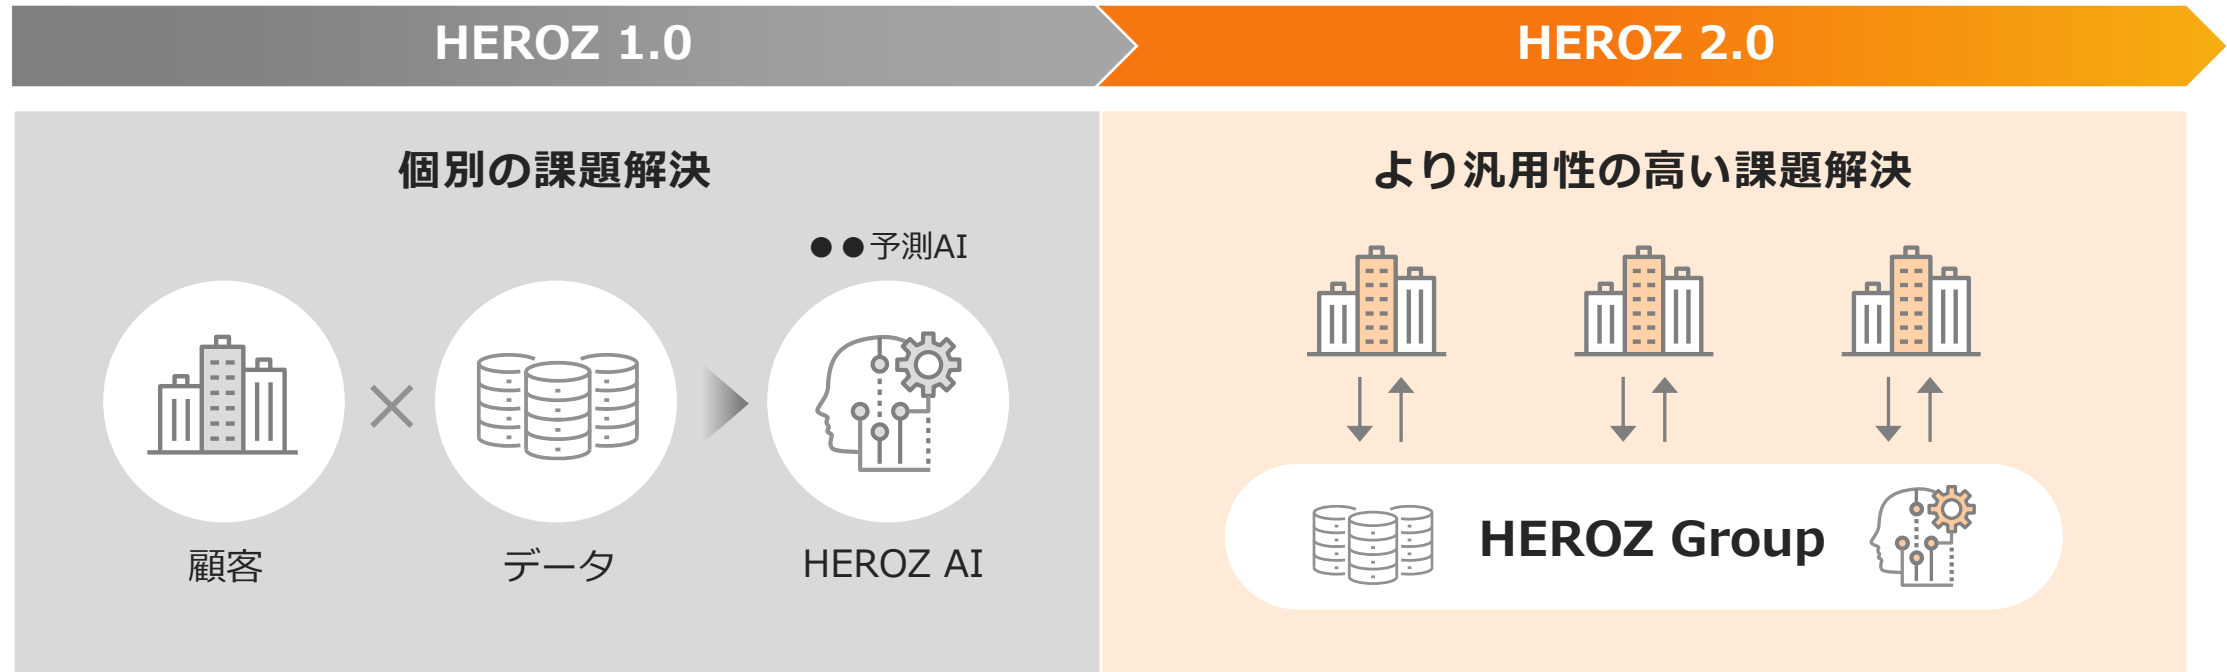 HEROZ 1.0
HEROZ 2.0
個別の課題解決
●●予測AI
顧客
データ
HEROZ AI
より汎用性の高い課題解決
HEROZ Group